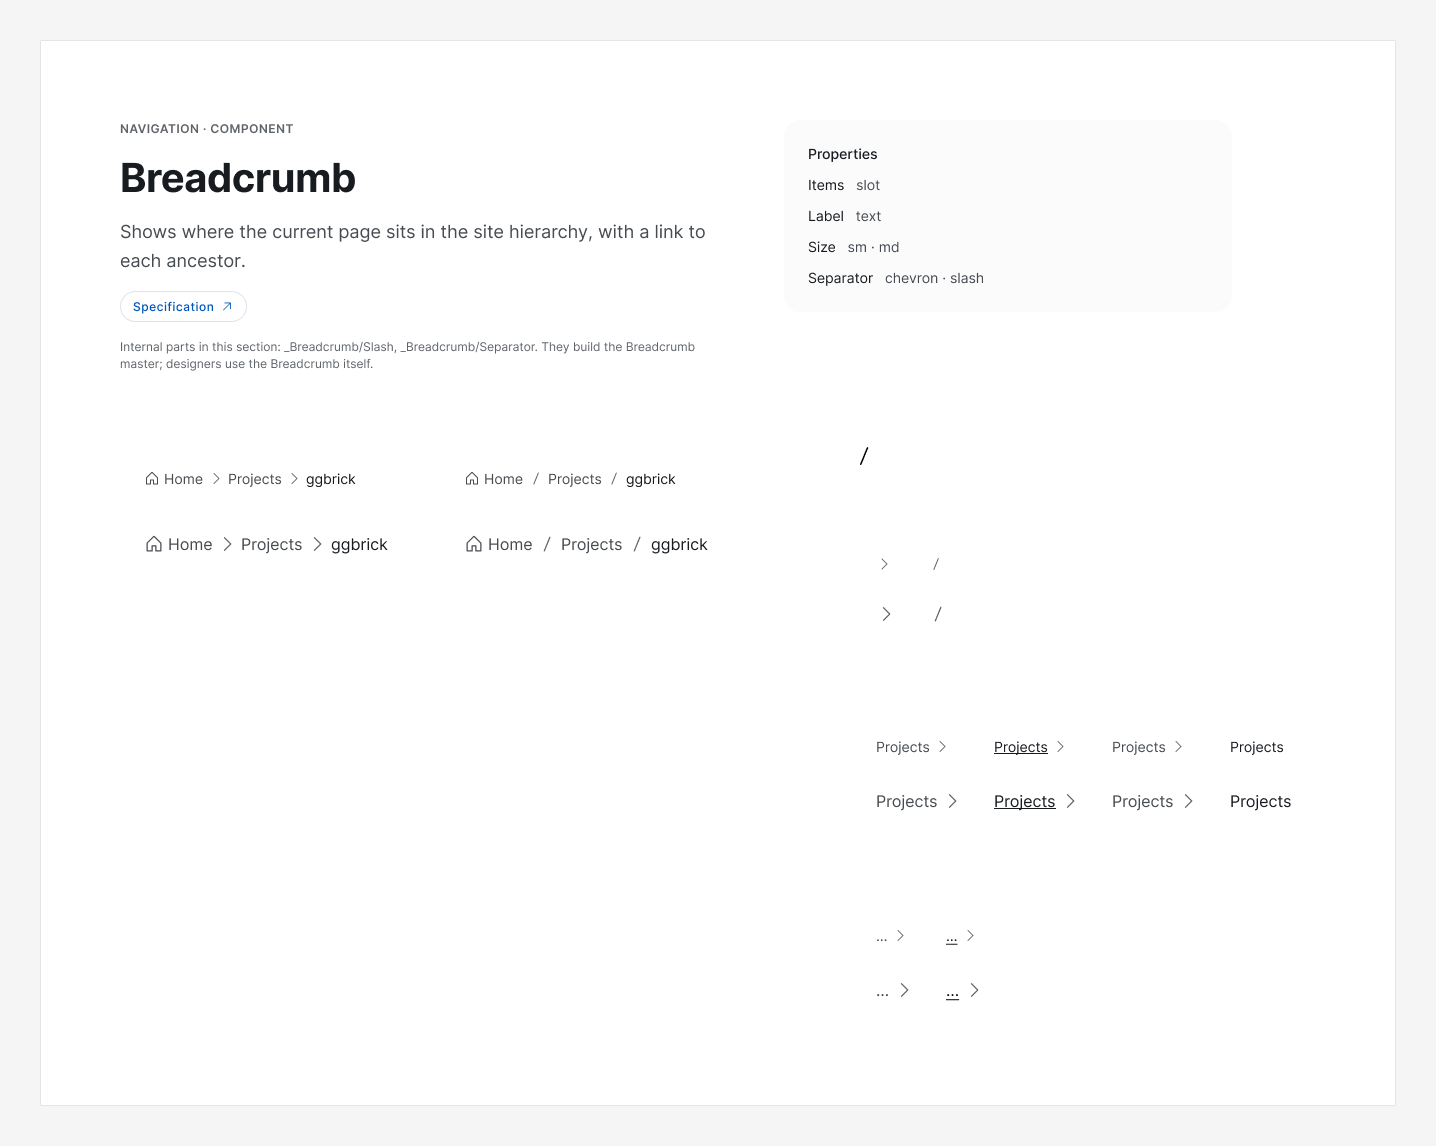 NAVIGATION · COMPONENT
Breadcrumb
Shows where the current page sits in the site hierarchy, with a link to
each ancestor.
Specification
Internal parts in this section: _Breadcrumb/Slash, _Breadcrumb/Separator. They build the Breadcrumb
master; designers use the Breadcrumb itself.
Properties
Items slot
Label text
Size sm · md
Separator chevron · slash
Home > Projects > ggbrick
Home / Projects / ggbrick
Home > Projects > ggbrick
Home / Projects / ggbrick
/
> /
> /
Projects > Projects > Projects > Projects
Projects > Projects > Projects > Projects
... > ... >
... > ... >